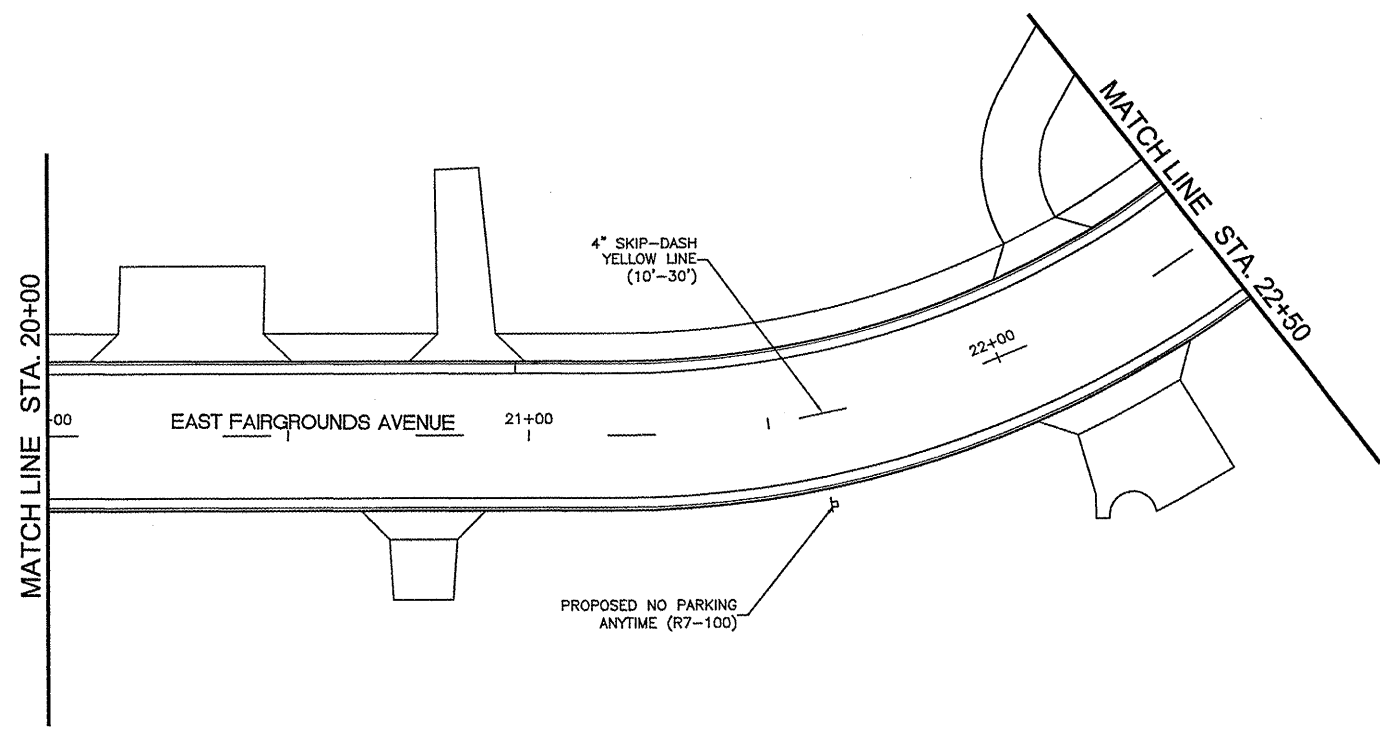 MATCH LINE STA. 20+00
-00
EAST FAIRGROUNDS AVENUE
21+00
4" SKIP-DASH
YELLOW LINE
(10'-30')
22+00
PROPOSED NO PARKING
ANYTIME (R7-100)
MATCH LINE STA. 22+50